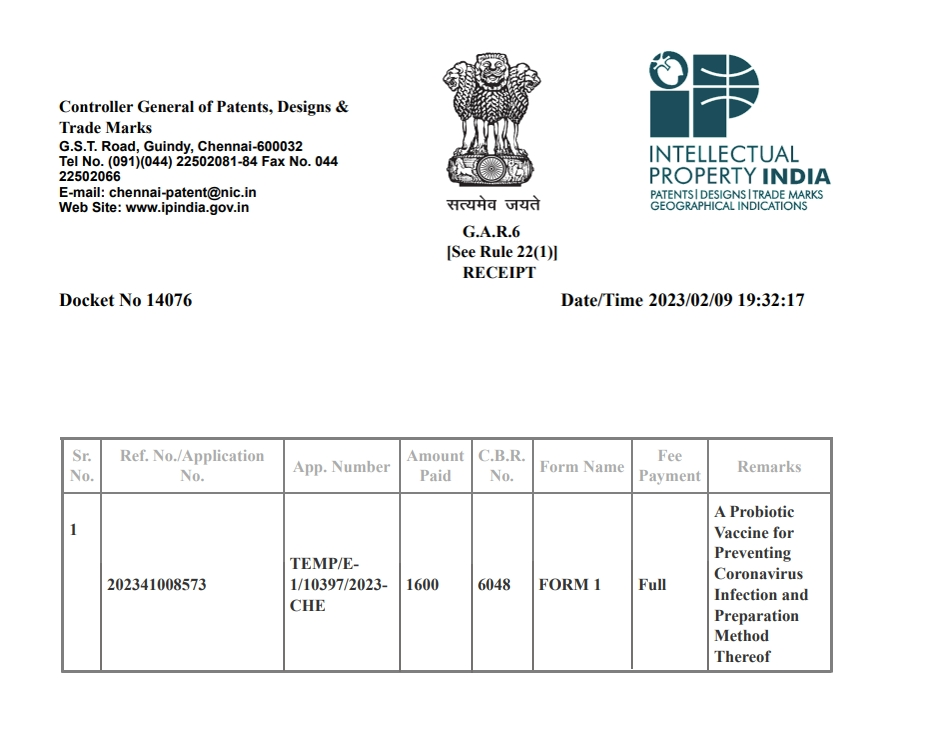 Controller General of Patents, Designs &
Trade Marks
G.S.T. Road, Guindy, Chennai-600032
Tel No. (091)(044) 22502081-84 Fax No. 044
22502066
E-mail: chennai-patent@nic.in
Web Site: www.ipindia.gov.in
सत्यमेव जयते
G.A.R.6
[See Rule 22(1)]
RECEIPT
INTELLECTUAL
PROPERTY INDIA
PATENTS|DESIGNS|TRADE MARKS
GEOGRAPHICAL INDICATIONS
Docket No 14076
Date/Time 2023/02/09 19:32:17
Sr.
No.
Ref. No./Application
No.
App. Number
Amount
Paid
C.B.R.
No.
Form Name
Fee
Payment
Remarks
1
202341008573
TEMP/E-
1/10397/2023-
CHE
1600
6048
FORM 1
Full
A Probiotic
Vaccine for
Preventing
Coronavirus
Infection and
Preparation
Method
Thereof